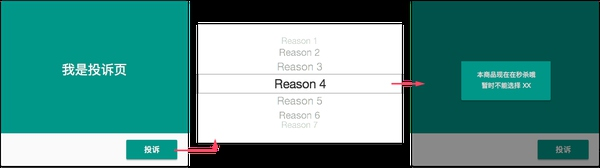 我是投诉页
投诉
Reason 1
Reason 2
Reason 3
Reason 4
Reason 5
Reason 6
Reason 7
本商品现在在秒杀哦
暂时不能选择 XX
投诉